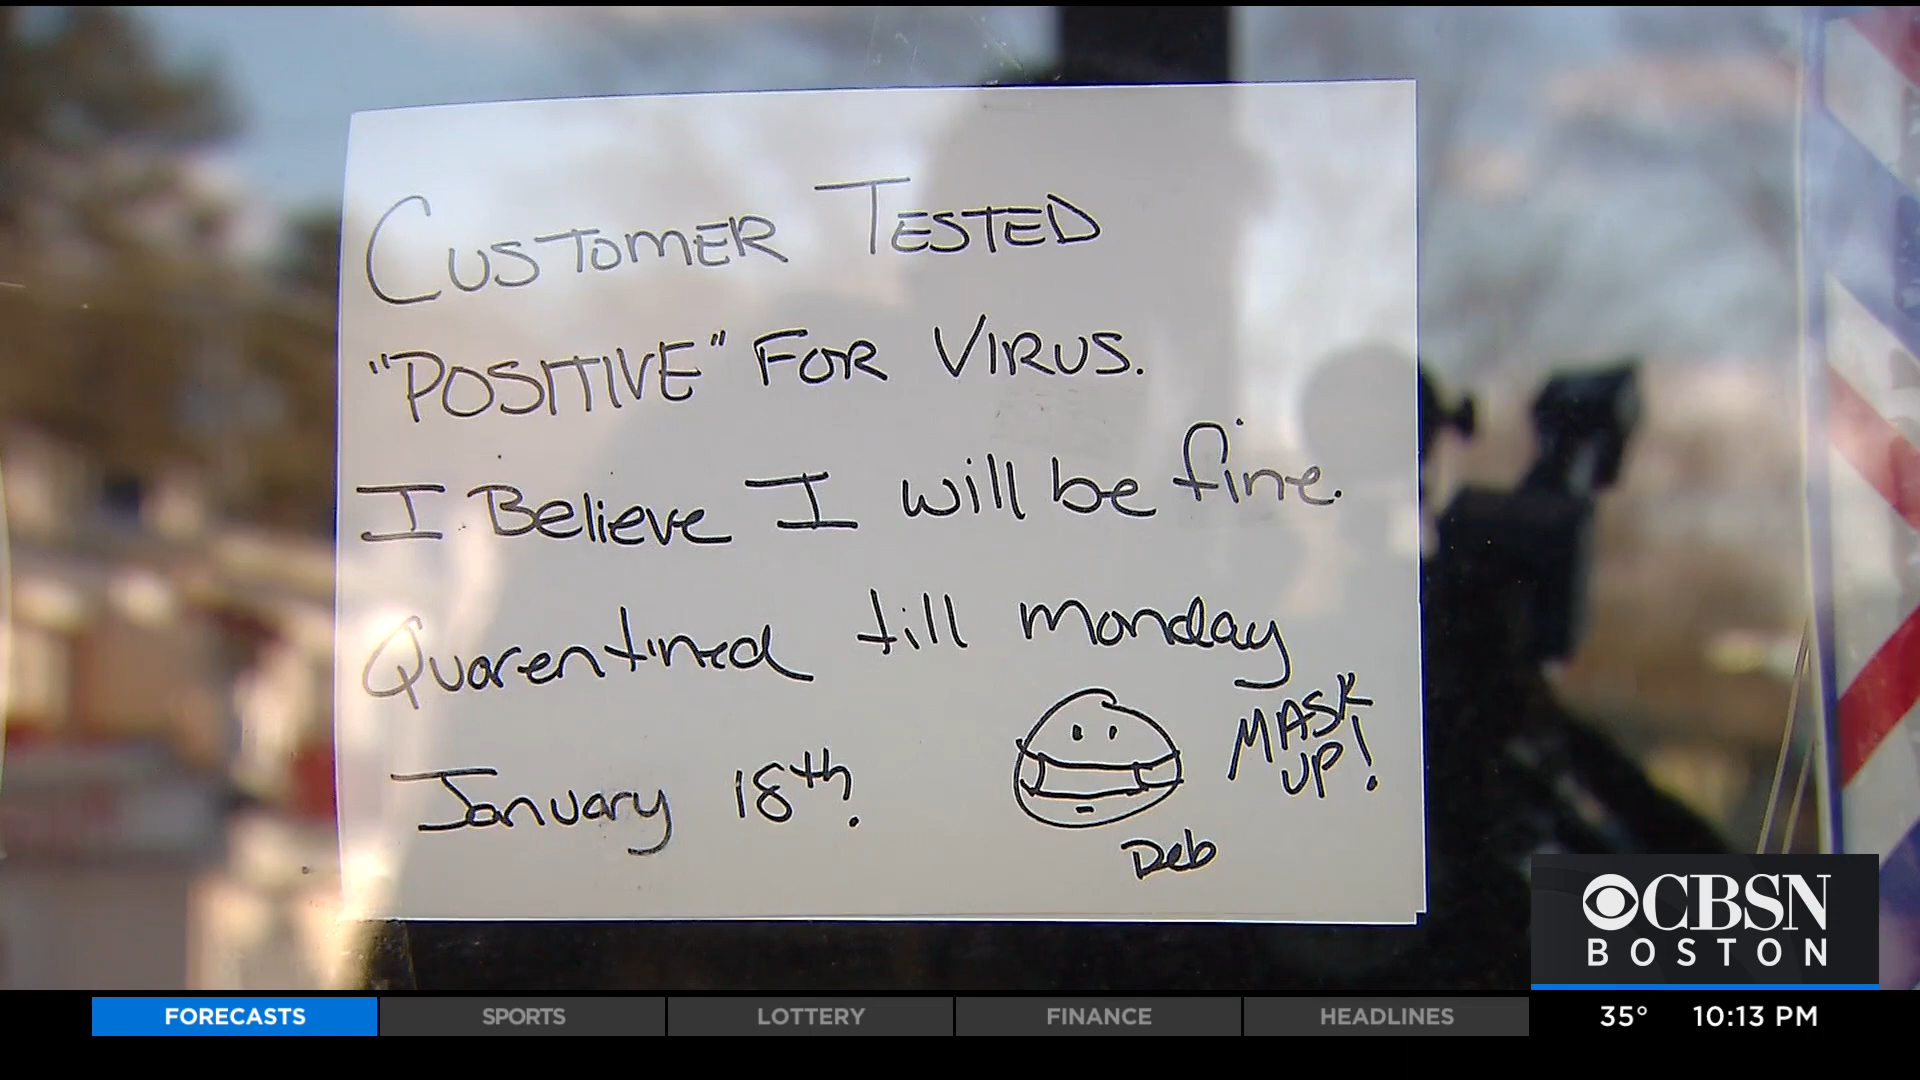 CUSTOMER TESTED
"POSITIVE" FOR VIRUS.
I Believe I will be fine.
Quarentined till monday
January 18th.
MASK
UP!
Deb
CBSN
BOSTON
FORECASTS SPORTS LOTTERY FINANCE HEADLINES 35° 10:13 PM